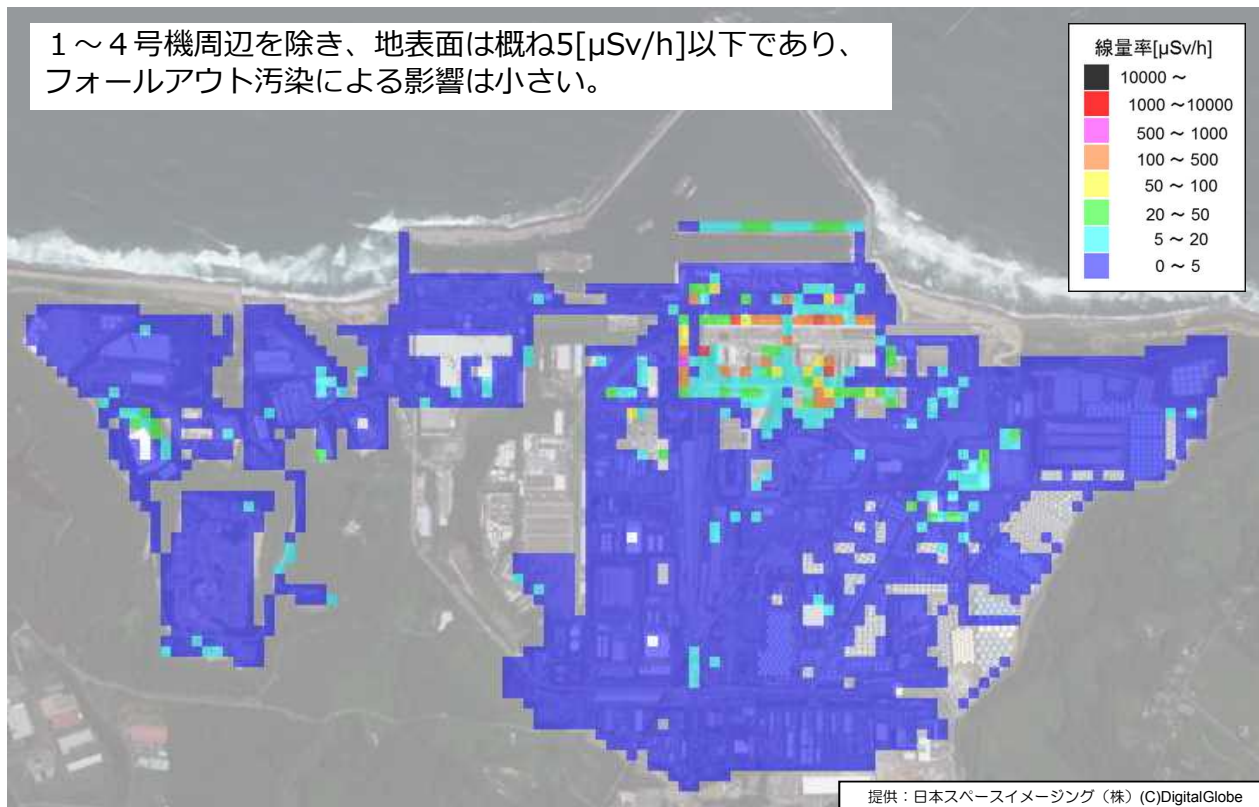 １～４号機周辺を除き、地表面は概ね5[μSv/h]以下であり、
フォールアウト汚染による影響は小さい。
線量率[μSv/h]
10000 ～
1000 ～10000
500 ～ 1000
100 ～ 500
50 ～ 100
20 ～ 50
5 ～ 20
0 ～ 5
提供：日本スペースイメージング（株）(C)DigitalGlobe